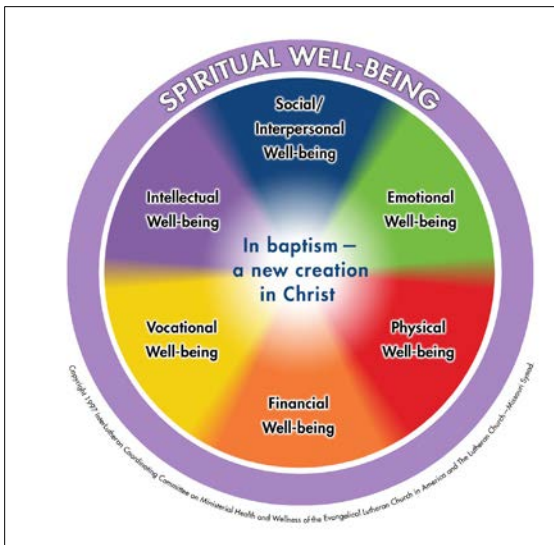 SPIRITUAL WELL-BEING
Social/
Interpersonal
Well-being
Emotional
Well-being
Physical
Well-being
Financial
Well-being
Vocational
Well-being
Intellectual
Well-being
In baptism –
a new creation
in Christ
Copyright 1997 InterLutheran Coordinating Committee on Ministerial Health and Wellness of the Evangelical Lutheran Church in America and The Lutheran Church—Missouri Synod